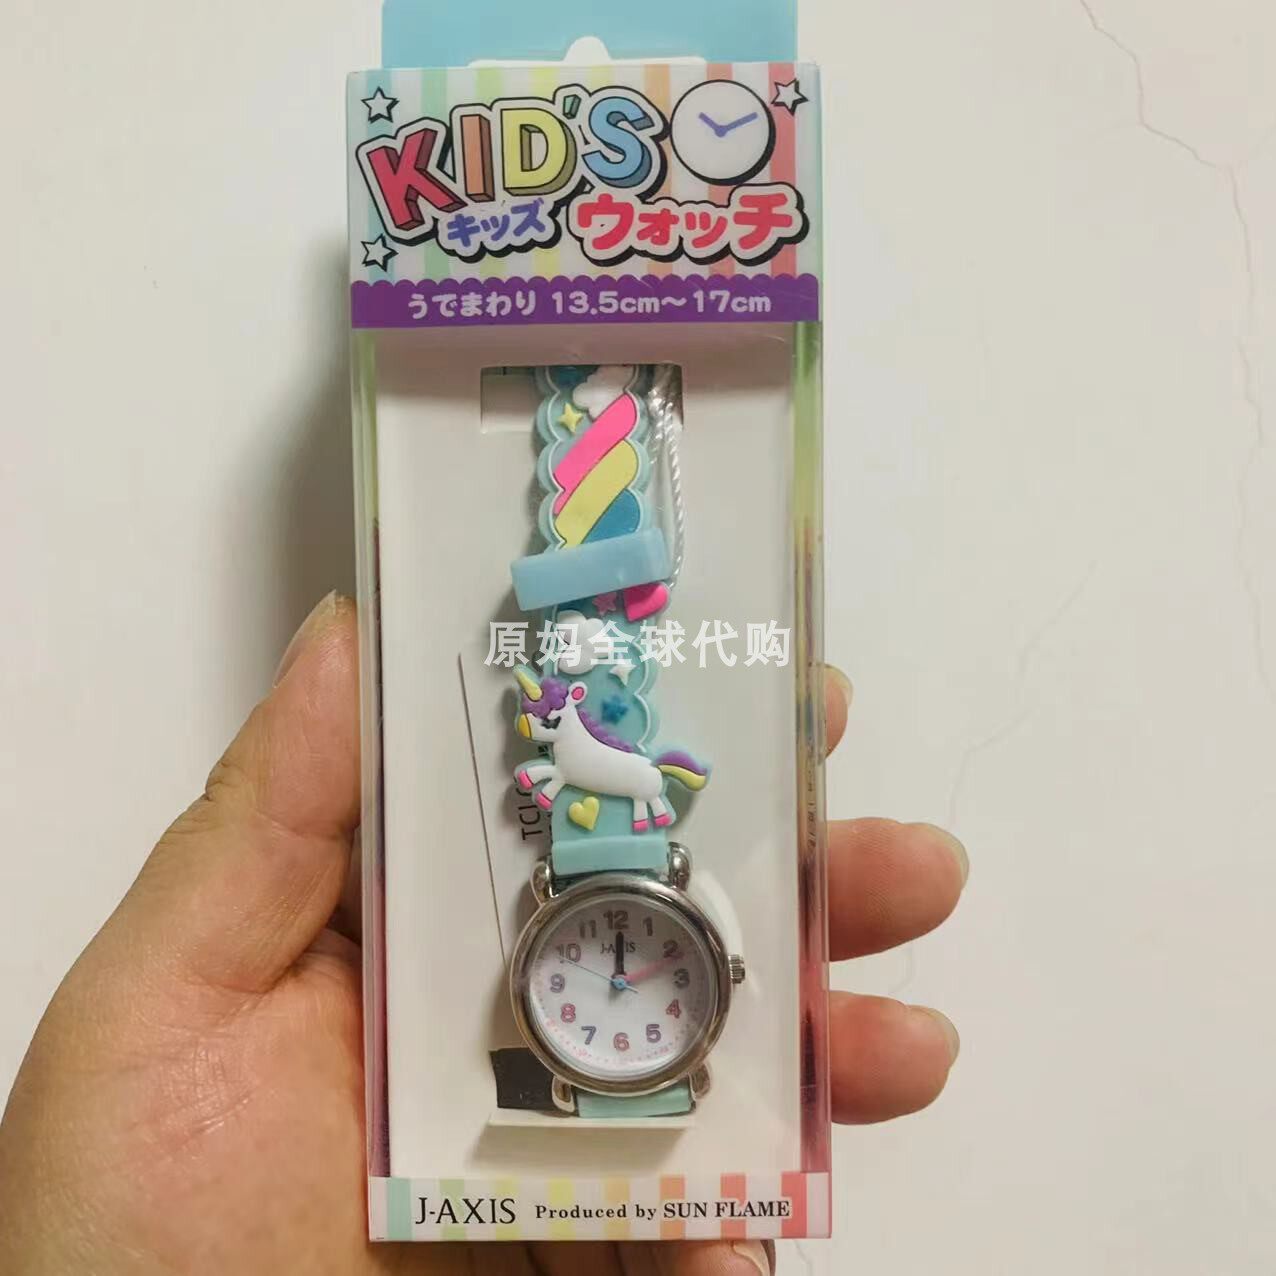 KID'S
キッズ ウォッチ
うでまわり 13.5cm～17cm
原妈全球代购
12
11 1
J-AXIS
10 2
9 3
8 4
7 6 5
J-AXIS Produced by SUN FLAME